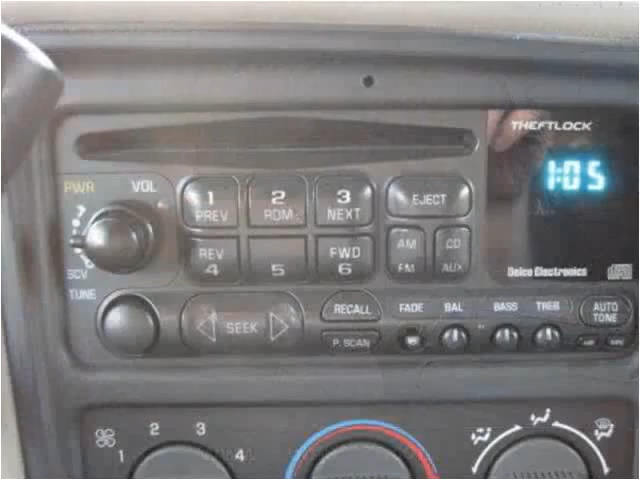 THEFTLOCK
1:05
PWR VOL
1 2 3 EJECT
PREV RDM NEXT
AM CD
REV FWD
4 5 6 FM AUX
SCV
Delco Electronics
TUNE
RECALL FADE BAL BASS TREB AUTO
TONE
SEEK
P.SCAN
2 3
1 4